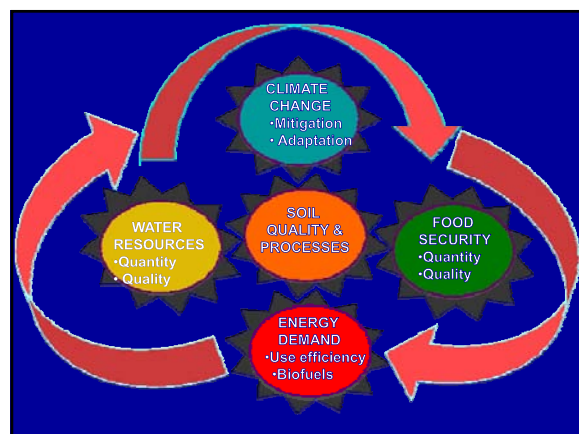 CLIMATE
CHANGE
•Mitigation
• Adaptation
WATER
RESOURCES
•Quantity
• Quality
SOIL
QUALITY &
PROCESSES
FOOD
SECURITY
•Quantity
•Quality
ENERGY
DEMAND
•Use efficiency
•Biofuels